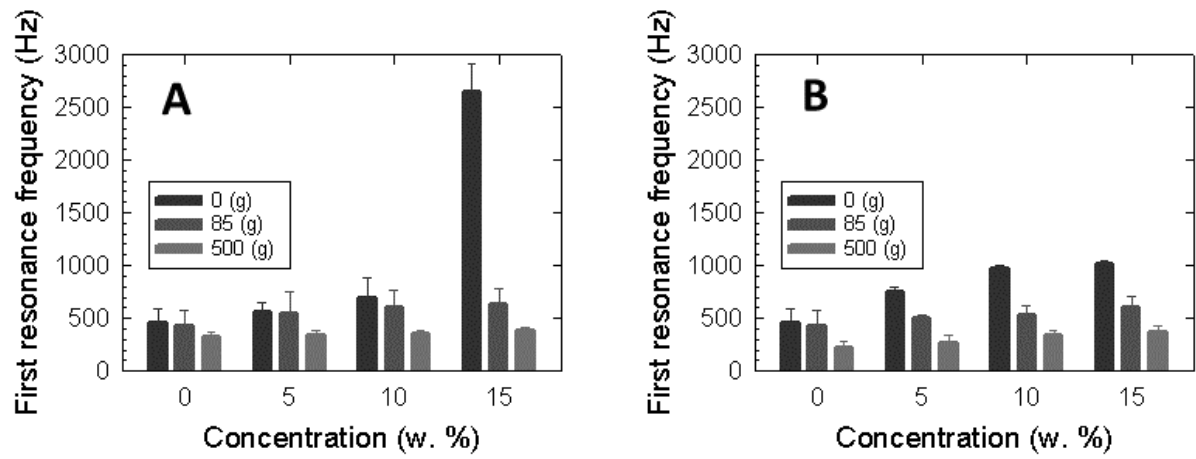 First resonance frequency (Hz)
3000
2500
2000
1500
1000
500
0
A
0 (g)
85 (g)
500 (g)
0 5 10 15
Concentration (w. %)
First resonance frequency (Hz)
3000
2500
2000
1500
1000
500
0
B
0 (g)
85 (g)
500 (g)
0 5 10 15
Concentration (w. %)